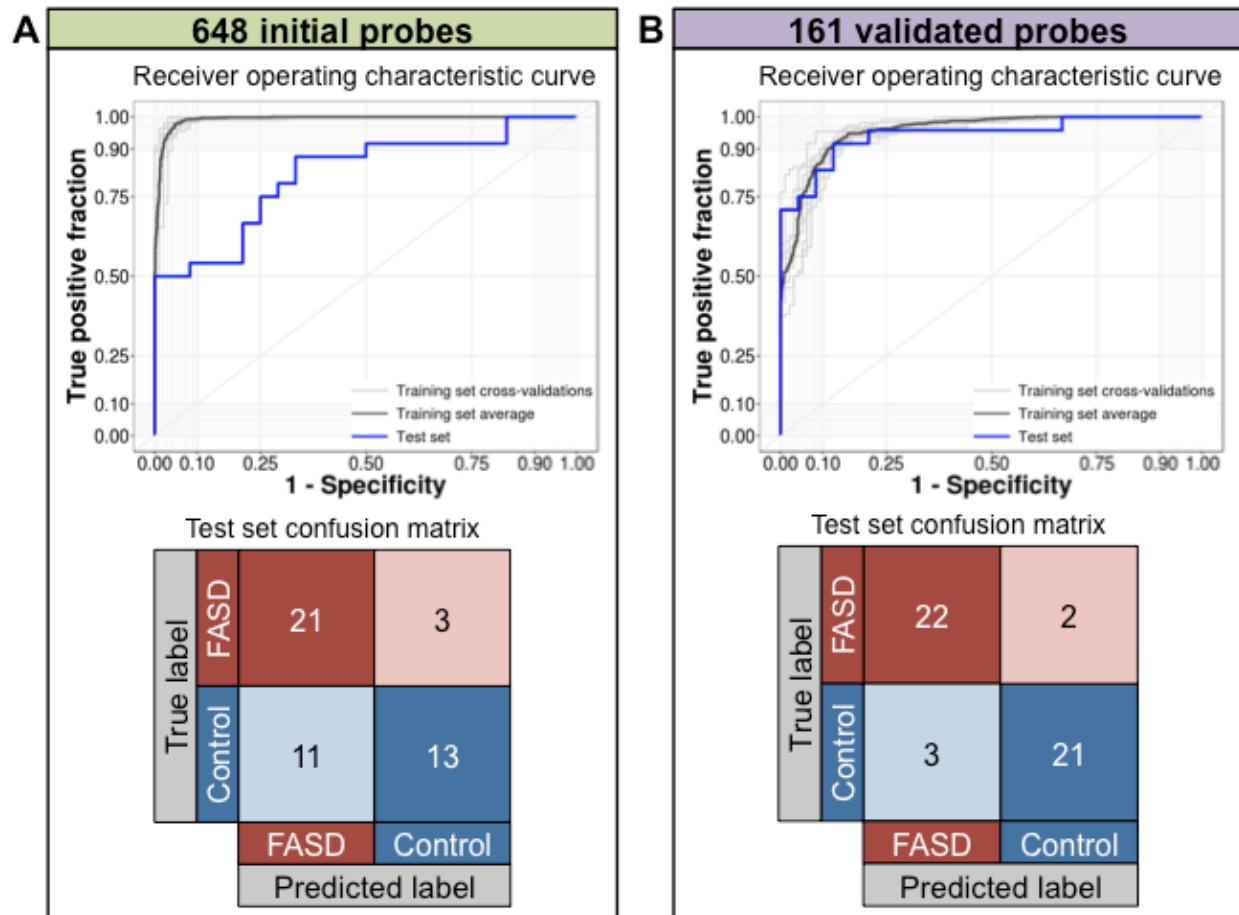 A
648 initial probes
Receiver operating characteristic curve
True positive fraction
1.00
0.90
0.75
0.50
0.25
0.10
0.00
Training set cross-validations
Training set average
Test set
0.00 0.10 0.25 0.50 0.75 0.90 1.00
1 - Specificity
Test set confusion matrix
True label
FASD
21 3
Control
11 13
FASD Control
Predicted label
B
161 validated probes
Receiver operating characteristic curve
True positive fraction
1.00
0.90
0.75
0.50
0.25
0.10
0.00
Training set cross-validations
Training set average
Test set
0.00 0.10 0.25 0.50 0.75 0.90 1.00
1 - Specificity
Test set confusion matrix
True label
FASD
22 2
Control
3 21
FASD Control
Predicted label